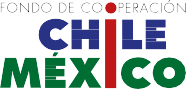 FONDO DE COOPERACIÓN
CHILE
MÉXICO